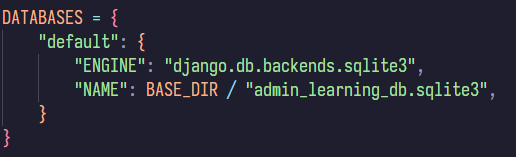 DATABASES = {
    "default": {
        "ENGINE": "django.db.backends.sqlite3",
        "NAME": BASE_DIR / "admin_learning_db.sqlite3",
    }
}